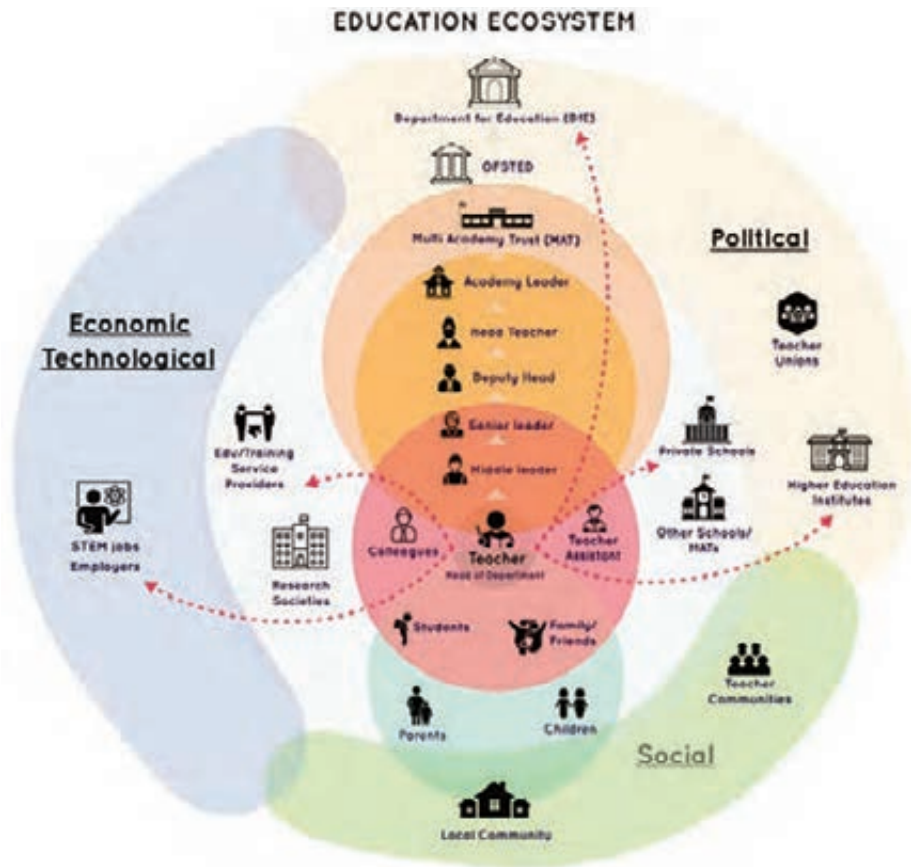 EDUCATION ECOSYSTEM
Department for Education (DfE)
OFSTED
Multi Academy Trust (MAT)
Political
Academy Leader
Economic
Technological
Head Teacher
Teacher
Unions
Deputy Head
Senior leader
Edu/Training
Service
Providers
Private Schools
Middle leader
Higher Education
Institutes
STEM jobs
Employers
Colleagues
Teacher
Head of Department
Teacher
Assistant
Other Schools/
MATs
Research
Societies
Students
Family/
Friends
Teacher
Communities
Parents
Children
Social
Local Community